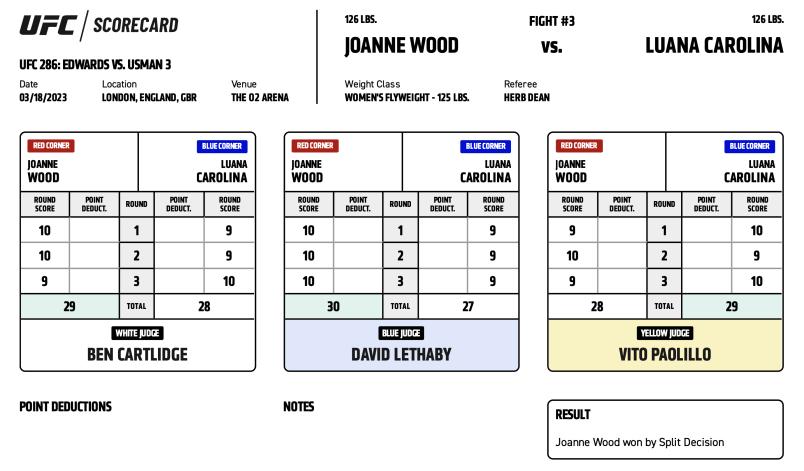 UFC / SCORECARD
UFC 286: EDWARDS VS. USMAN 3
Date Location Venue
03/18/2023 LONDON, ENGLAND, GBR THE O2 ARENA
126 LBS. FIGHT #3 126 LBS.
JOANNE WOOD VS. LUANA CAROLINA
Weight Class Referee
WOMEN'S FLYWEIGHT - 125 LBS. HERB DEAN
RED CORNER BLUE CORNER
JOANNE WOOD LUANA CAROLINA
ROUND SCORE POINT DEDUCT. ROUND POINT DEDUCT. ROUND SCORE
10 1 9
10 2 9
9 3 10
29 TOTAL 28
WHITE JUDGE
BEN CARTLIDGE
RED CORNER BLUE CORNER
JOANNE WOOD LUANA CAROLINA
ROUND SCORE POINT DEDUCT. ROUND POINT DEDUCT. ROUND SCORE
10 1 9
10 2 9
10 3 9
30 TOTAL 27
BLUE JUDGE
DAVID LETHABY
RED CORNER BLUE CORNER
JOANNE WOOD LUANA CAROLINA
ROUND SCORE POINT DEDUCT. ROUND POINT DEDUCT. ROUND SCORE
9 1 10
10 2 9
9 3 10
28 TOTAL 29
YELLOW JUDGE
VITO PAOLILLO
POINT DEDUCTIONS
NOTES
RESULT
Joanne Wood won by Split Decision